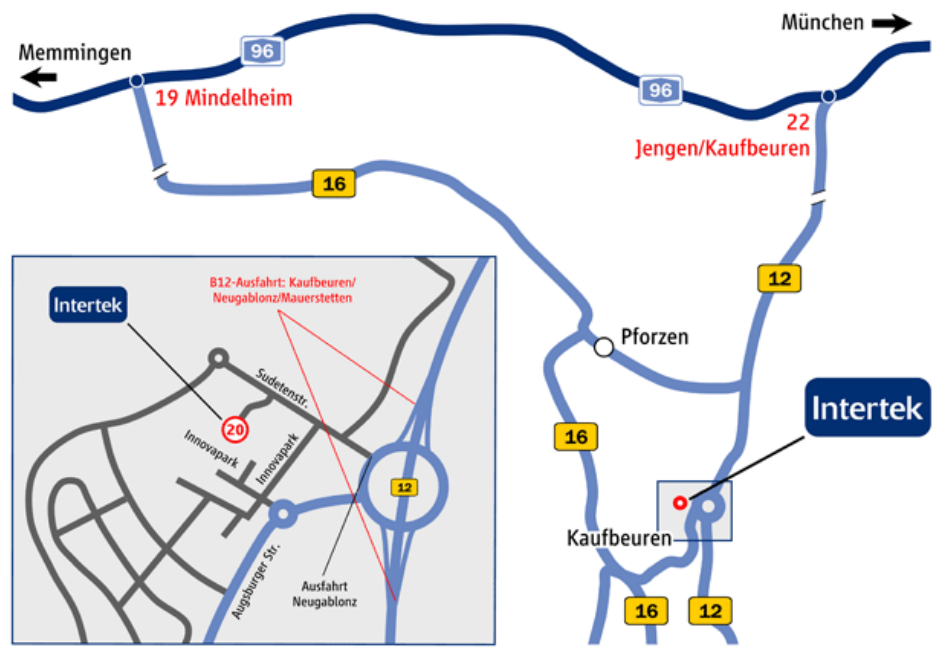 München
Memmingen
96
19 Mindelheim
96
22
Jengen/Kaufbeuren
16
12
B12-Ausfahrt: Kaufbeuren/
Neugablonz/Mauerstetten
Intertek
Pforzen
Sudetenstr.
Intertek
20
16
Innovapark
Innovapark
12
Kaufbeuren
Augsburger Str.
Ausfahrt
Neugablonz
16
12